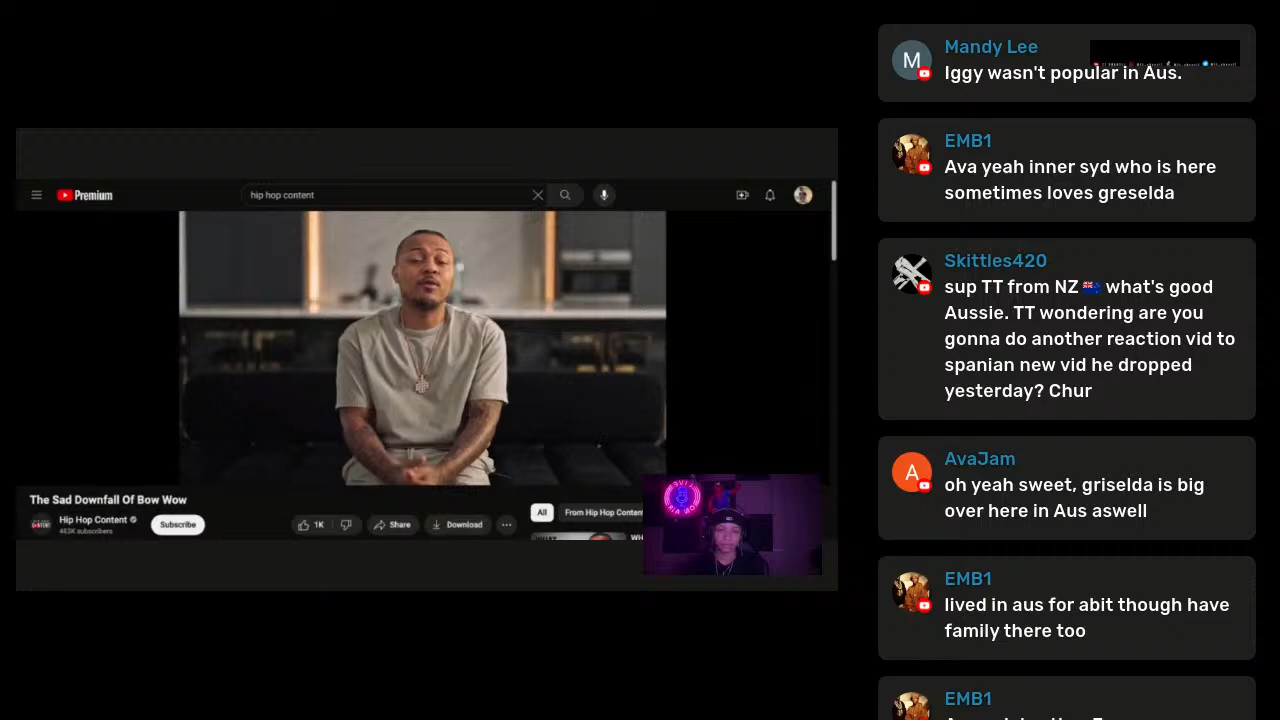 Mandy Lee
Iggy wasn't popular in Aus.
EMB1
Ava yeah inner syd who is here
sometimes loves greselda
Skittles420
sup TT from NZ 🇳🇿 what's good
Aussie. TT wondering are you
gonna do another reaction vid to
spanian new vid he dropped
yesterday? Chur
AvaJam
oh yeah sweet, griselda is big
over here in Aus aswell
EMB1
lived in aus for abit though have
family there too
EMB1
Premium
hip hop content
The Sad Downfall Of Bow Wow
Hip Hop Content
483K subscribers
Subscribe
1K
Share
Download
All
From Hip Hop Conten